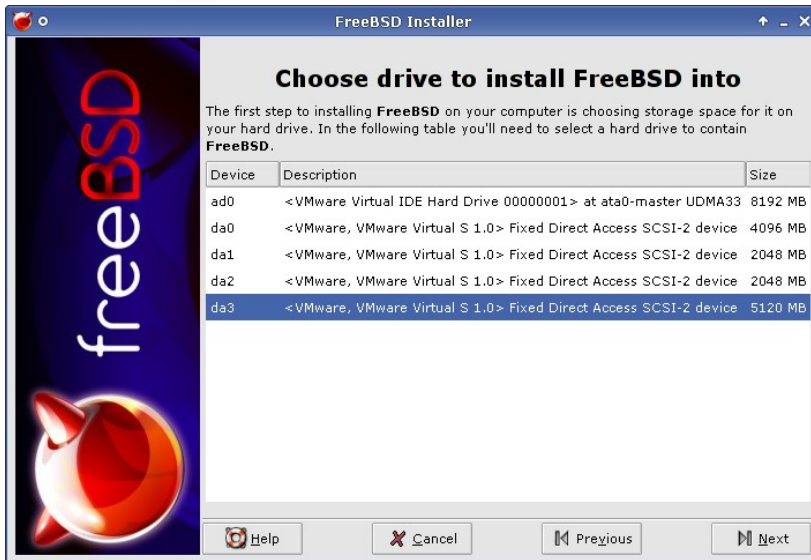 FreeBSD Installer
freeBSD
Choose drive to install FreeBSD into
The first step to installing FreeBSD on your computer is choosing storage space for it on
your hard drive. In the following table you'll need to select a hard drive to contain
FreeBSD.
Device Description Size
ad0 <VMware Virtual IDE Hard Drive 00000001> at ata0-master UDMA33 8192 MB
da0 <VMware, VMware Virtual S 1.0> Fixed Direct Access SCSI-2 device 4096 MB
da1 <VMware, VMware Virtual S 1.0> Fixed Direct Access SCSI-2 device 2048 MB
da2 <VMware, VMware Virtual S 1.0> Fixed Direct Access SCSI-2 device 2048 MB
da3 <VMware, VMware Virtual S 1.0> Fixed Direct Access SCSI-2 device 5120 MB
Help Cancel Previous Next